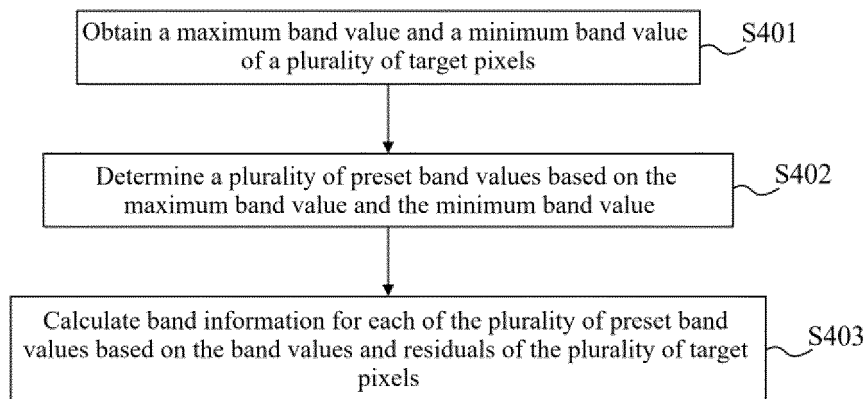 Obtain a maximum band value and a minimum band value
of a plurality of target pixels
S401
Determine a plurality of preset band values based on the
maximum band value and the minimum band value
S402
Calculate band information for each of the plurality of preset band
values based on the band values and residuals of the plurality of target
pixels
S403